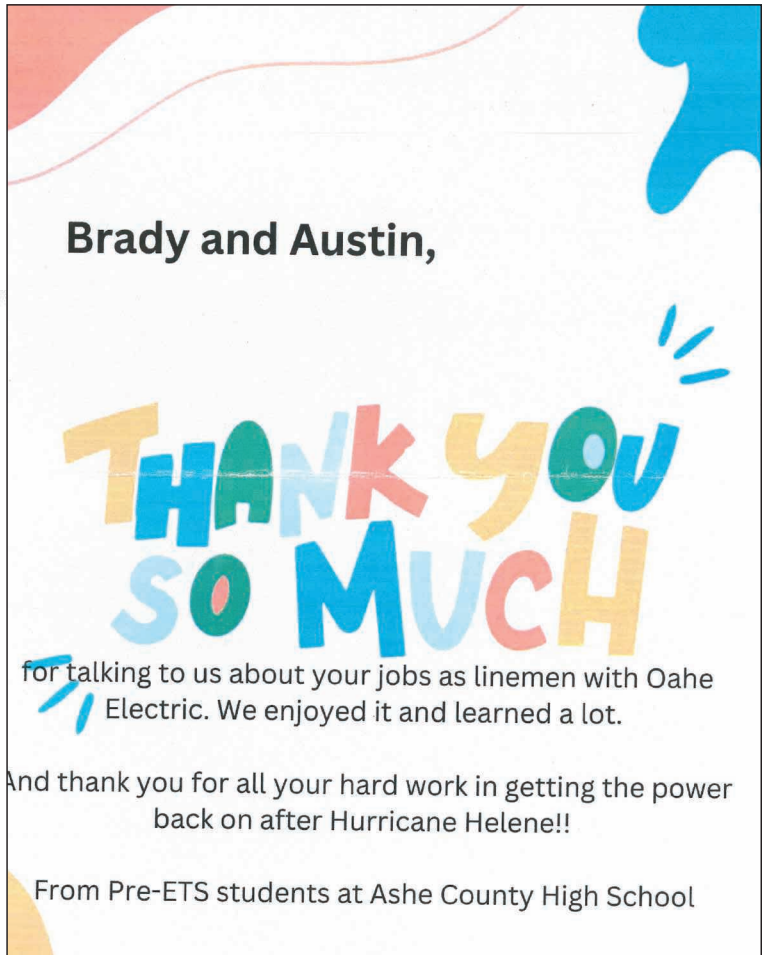 Brady and Austin,
THANK YOU
SO MUCH
for talking to us about your jobs as linemen with Oahe
Electric. We enjoyed it and learned a lot.
And thank you for all your hard work in getting the power
back on after Hurricane Helene!!
From Pre-ETS students at Ashe County High School